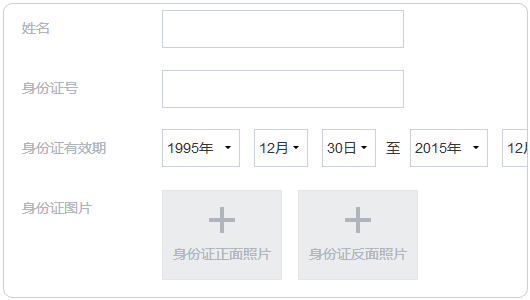 姓名
身份证号
身份证有效期 1995年 12月 30日 至 2015年 12月
身份证图片
身份证正面照片 身份证反面照片